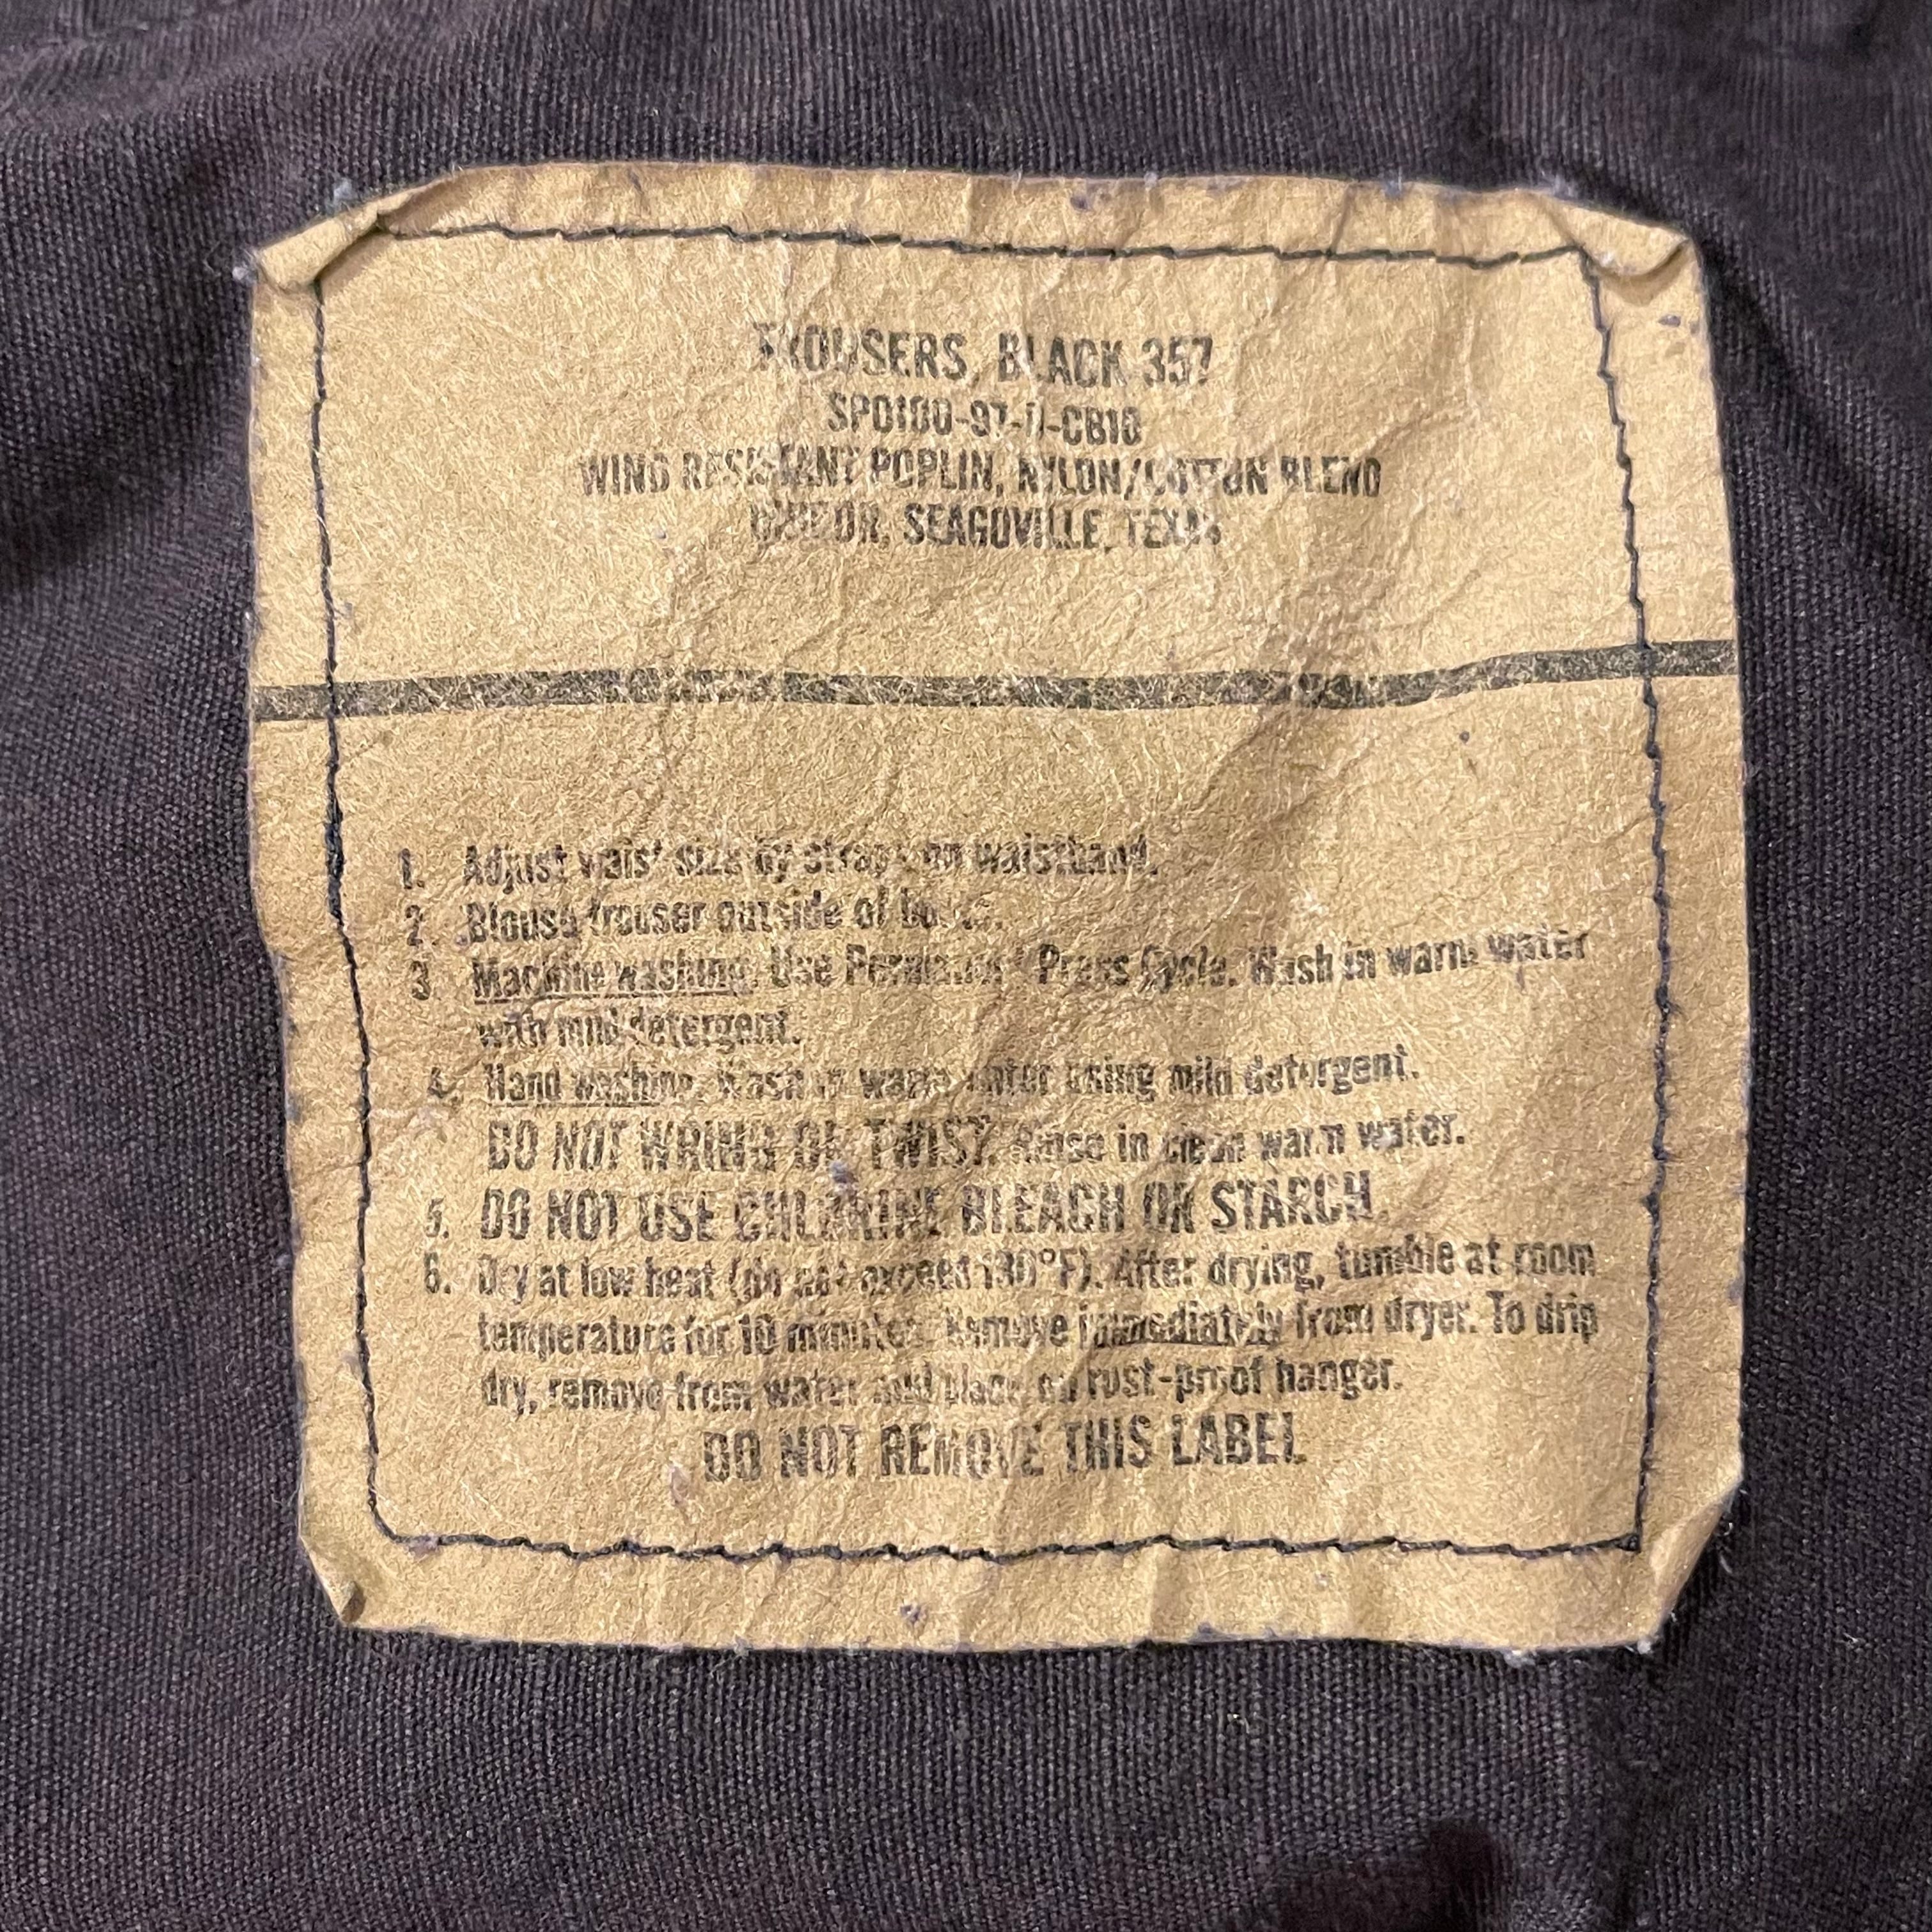 TROUSERS, BLACK 357
SPO100-97-D-CB10
WIND RESISTANT POPLIN, NYLON/COTTON BLEND
UNICOR, SEAGOVILLE, TEXAS
1. Adjust waist size by straps on waistband.
2. Blouse trouser outside of boots.
3. Machine washing. Use Permanent Press Cycle. Wash in warm water
with mild detergent.
4. Hand washing. Wash in warm water using mild detergent.
DO NOT WRING OR TWIST. Rinse in clean warm water.
5. DO NOT USE CHLORINE BLEACH OR STARCH.
6. Dry at low heat (do not exceed 130°F). After drying, tumble at room
temperature for 10 minutes. Remove immediately from dryer. To drip
dry, remove from water and place on rust-proof hanger.
DO NOT REMOVE THIS LABEL